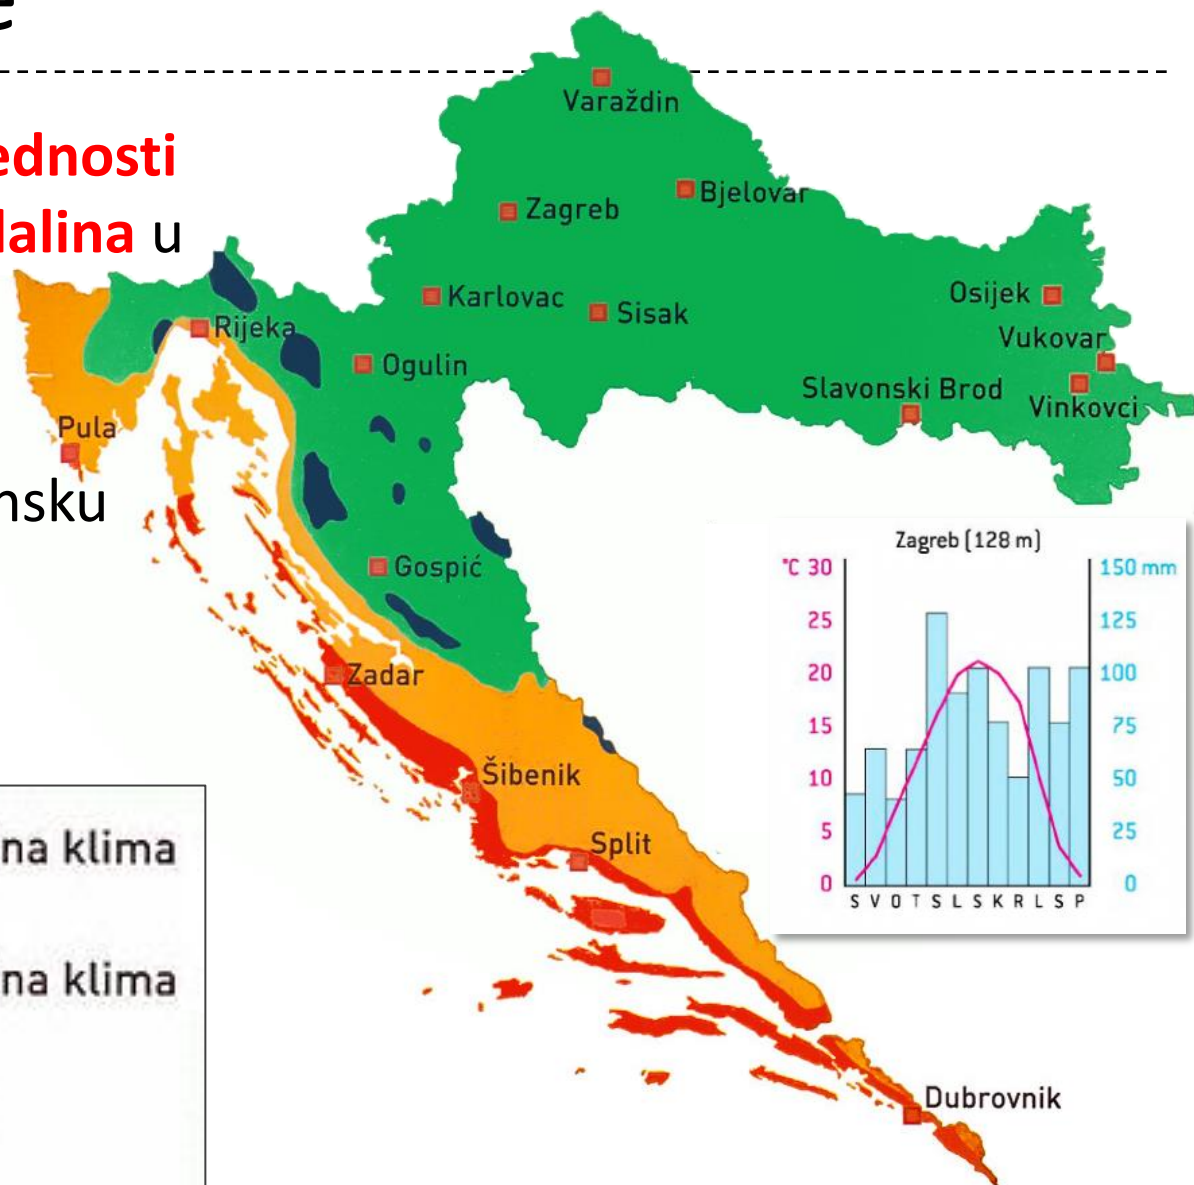 ednosti
dalina u
nsku
Varaždin
Bjelovar
Zagreb
Karlovac
Sisak
Osijek
Vukovar
Rijeka
Ogulin
Slavonski Brod
Vinkovci
Pula
Gospić
Zadar
Šibenik
Split
Dubrovnik
Zagreb (128 m)
°C 30
150 mm
25
125
20
100
15
75
10
50
5
25
0
0
S V O T S L S K R L S P
na klima
na klima